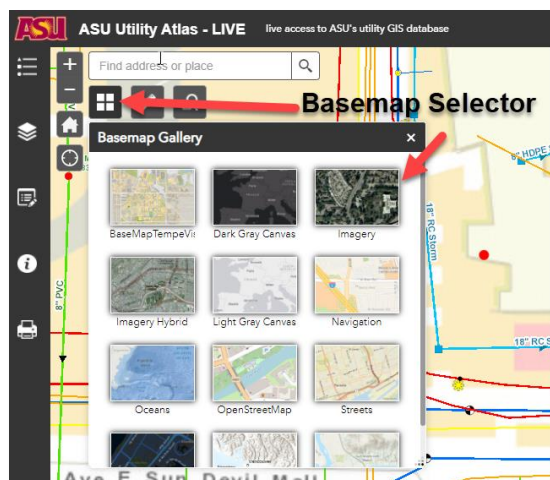 ASU
ASU Utility Atlas - LIVE
live access to ASU's utility GIS database
Find address or place
Basemap Selector
Basemap Gallery
×
BaseMapTempeVi
Dark Gray Canvas
Imagery
Imagery Hybrid
Light Gray Canvas
Navigation
Oceans
OpenStreetMap
Streets
8" HDPE
18" RC Storm
18" RC S
8" PVC
Ave E Sun Devil Mall